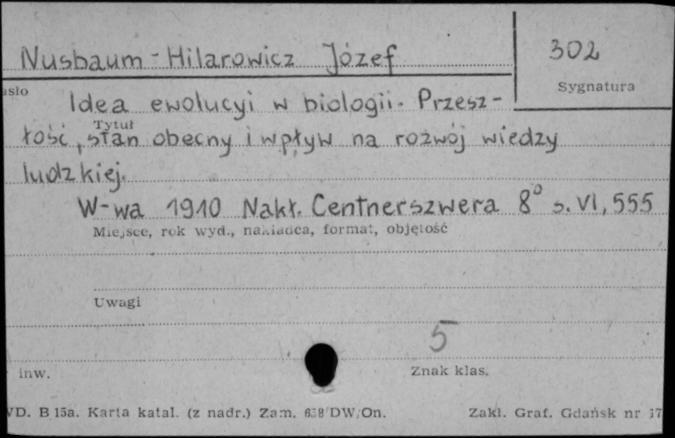 Nusbaum-Hilarowicz Józef
302
Sygnatura
asło
Idea ewolucyi w biologii. Przesz-
Tytuł
łość, stan obecny i wpływ na rozwój wiedzy
ludzkiej.
W-wa 1910 Nakł. Centnerszwera 8° s. VI, 555
Miejsce, rok wyd., nakładca, format, objętość
Uwagi
5
inw.
Znak klas.
D. B 15a. Karta katal. (z nadr.) Zam. DW/On.
Zakł. Graf. Gdańsk nr 17